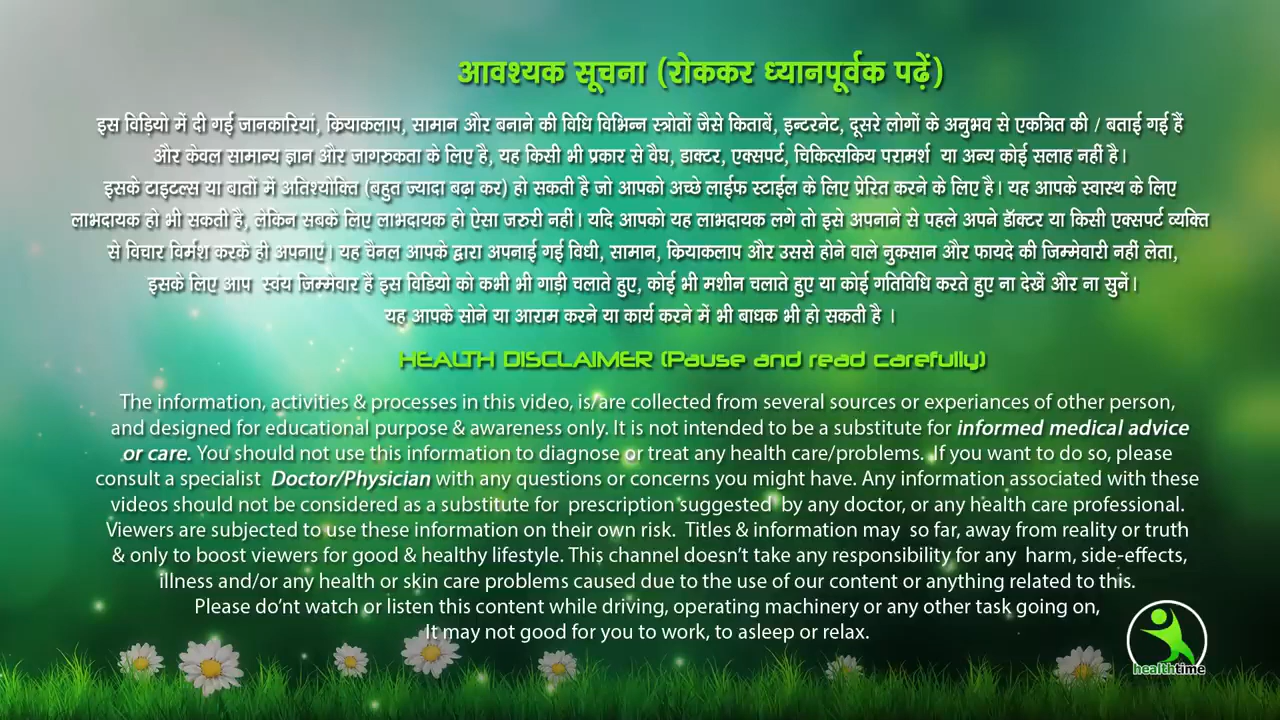 आवश्यक सूचना (रोककर ध्यानपूर्वक पढ़ें)
इस विड़ियो में दी गई जानकारियां, क्रियाकलाप, सामान और बनाने की विधि विभिन्न स्त्रोतों जैसे किताबें, इन्टरनेट, दूसरे लोगों के अनुभव से एकत्रित की / बताई गई हैं
और केवल सामान्य ज्ञान और जागरुकता के लिए है, यह किसी भी प्रकार से वैघ, डाक्टर, एक्सपर्ट, चिकित्सकिय परामर्श या अन्य कोई सलाह नहीं है।
इसके टाइटल्स या बातों में अतिश्योक्ति (बहुत ज्यादा बढ़ा कर) हो सकती है जो आपको अच्छे लाईफ स्टाईल के लिए प्रेरित करने के लिए है। यह आपके स्वास्थ के लिए
लाभदायक हो भी सकती है, लेकिन सबके लिए लाभदायक हो ऐसा जरुरी नहीं। यदि आपको यह लाभदायक लगे तो इसे अपनाने से पहले अपने डॉक्टर या किसी एक्सपर्ट व्यक्ति
से विचार विर्मश करके ही अपनाएं। यह चैनल आपके द्वारा अपनाई गई विधी, सामान, क्रियाकलाप और उससे होने वाले नुकसान और फायदे की जिम्मेवारी नहीं लेता,
इसके लिए आप स्वंय जिम्मेवार हैं इस विडियो को कभी भी गाड़ी चलाते हुए, कोई भी मशीन चलाते हुए या कोई गतिविधि करते हुए ना देखें और ना सुनें।
यह आपके सोने या आराम करने या कार्य करने में भी बाधक भी हो सकती है ।
HEALTH DISCLAIMER (Pause and read carefully)
The information, activities & processes in this video, is/are collected from several sources or experiances of other person,
and designed for educational purpose & awareness only. It is not intended to be a substitute for informed medical advice
or care. You should not use this information to diagnose or treat any health care/problems. If you want to do so, please
consult a specialist Doctor/Physician with any questions or concerns you might have. Any information associated with these
videos should not be considered as a substitute for prescription suggested by any doctor, or any health care professional.
Viewers are subjected to use these information on their own risk. Titles & information may so far, away from reality or truth
& only to boost viewers for good & healthy lifestyle. This channel doesn't take any responsibility for any harm, side-effects,
illness and/or any health or skin care problems caused due to the use of our content or anything related to this.
Please do'nt watch or listen this content while driving, operating machinery or any other task going on,
It may not good for you to work, to asleep or relax.
healthtime